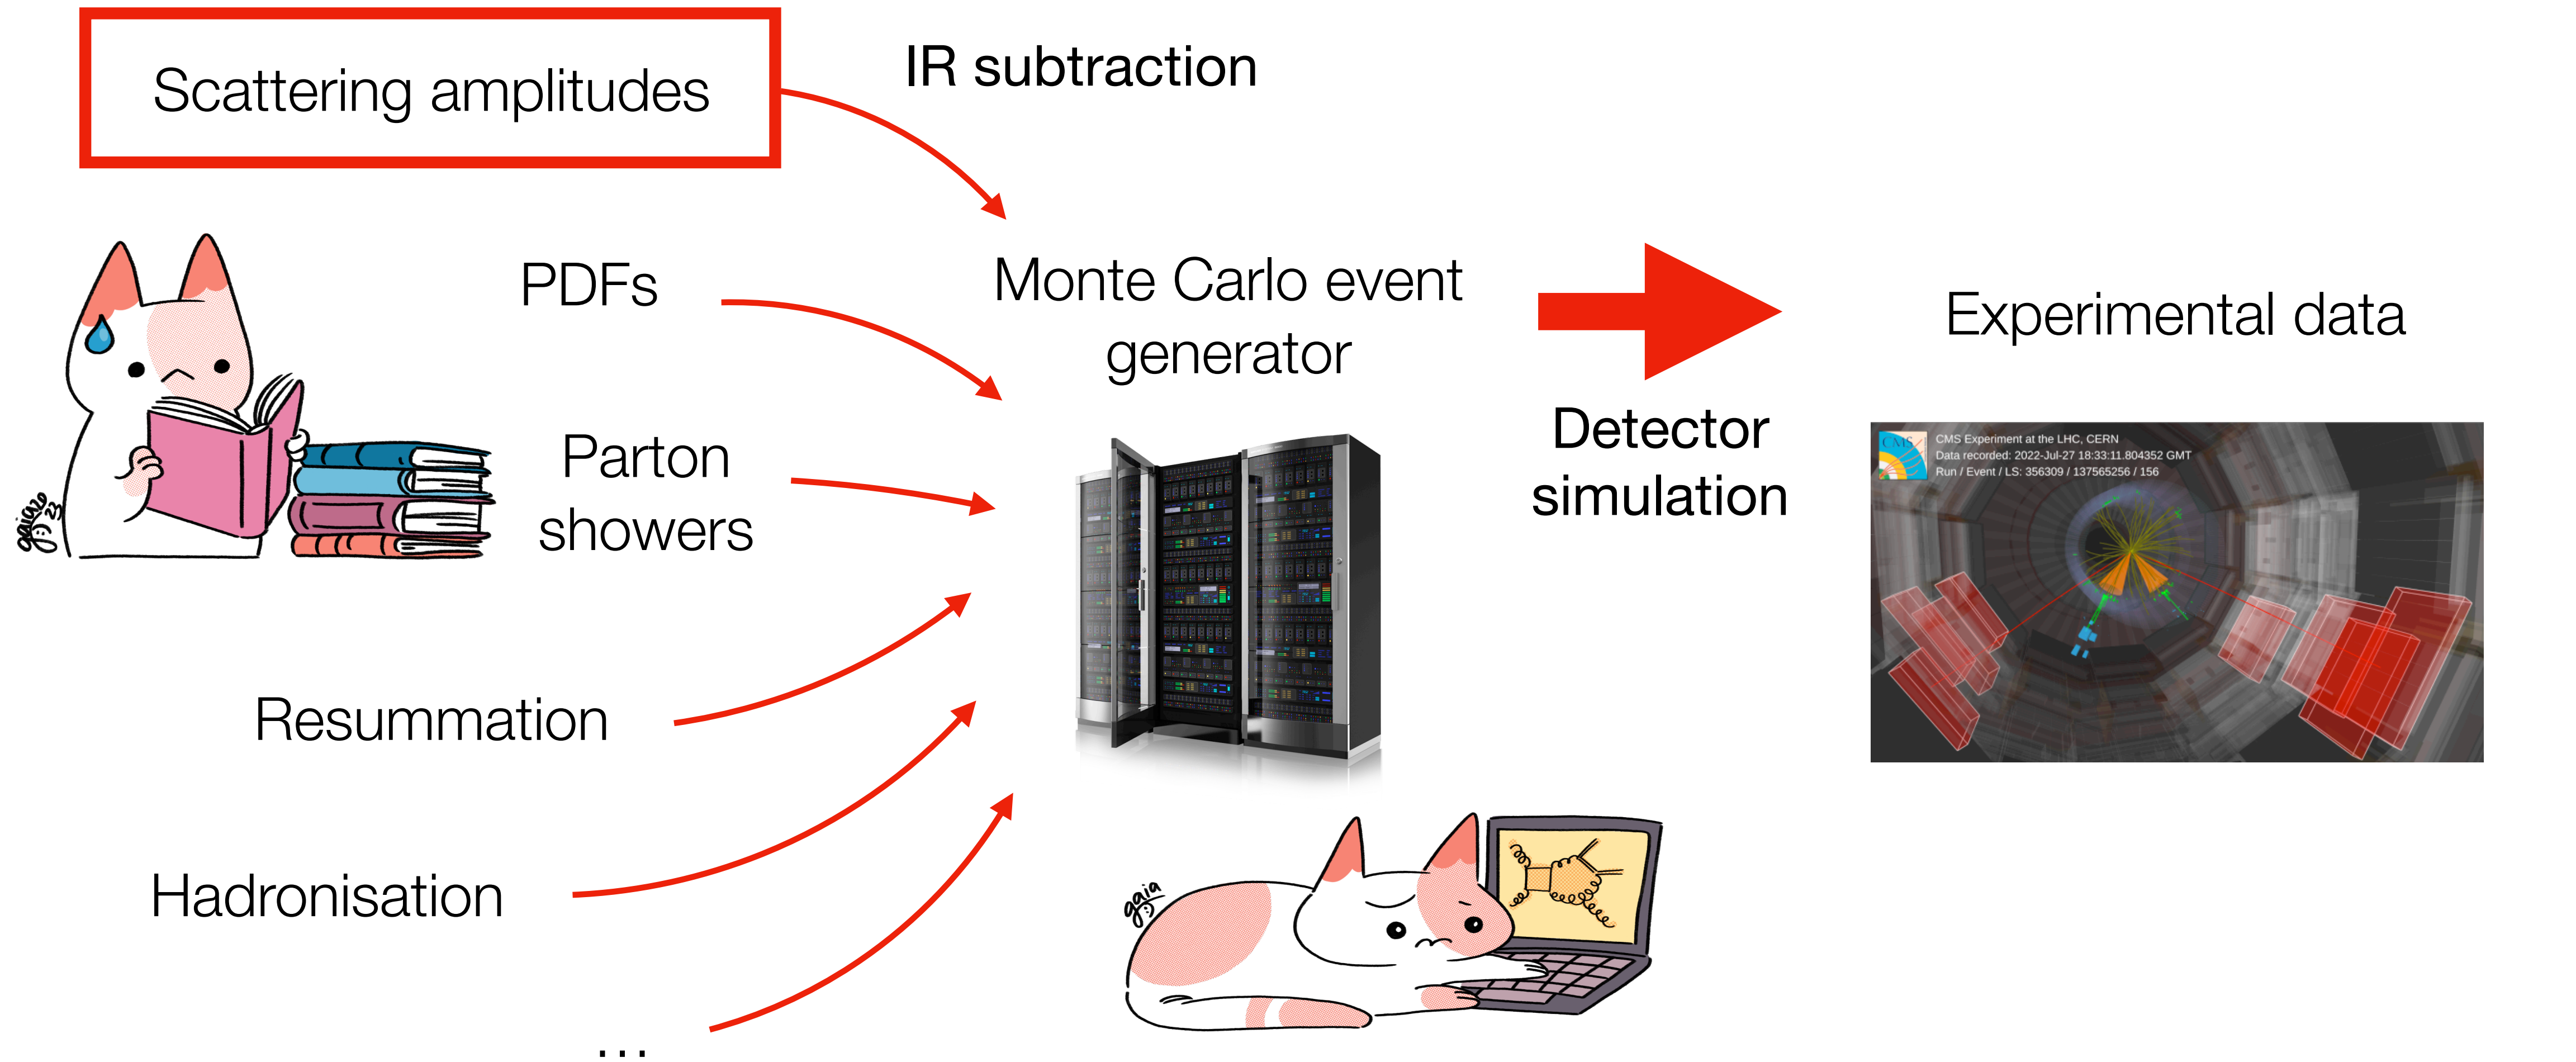 Scattering amplitudes
IR subtraction
PDFs
Monte Carlo event
generator
Experimental data
Parton
showers
Detector
simulation
CMS
CMS Experiment at the LHC, CERN
Data recorded: 2022-Jul-27 18:33:11.804352 GMT
Run / Event / LS: 356309 / 137565256 / 156
Resummation
Hadronisation
gaia
...